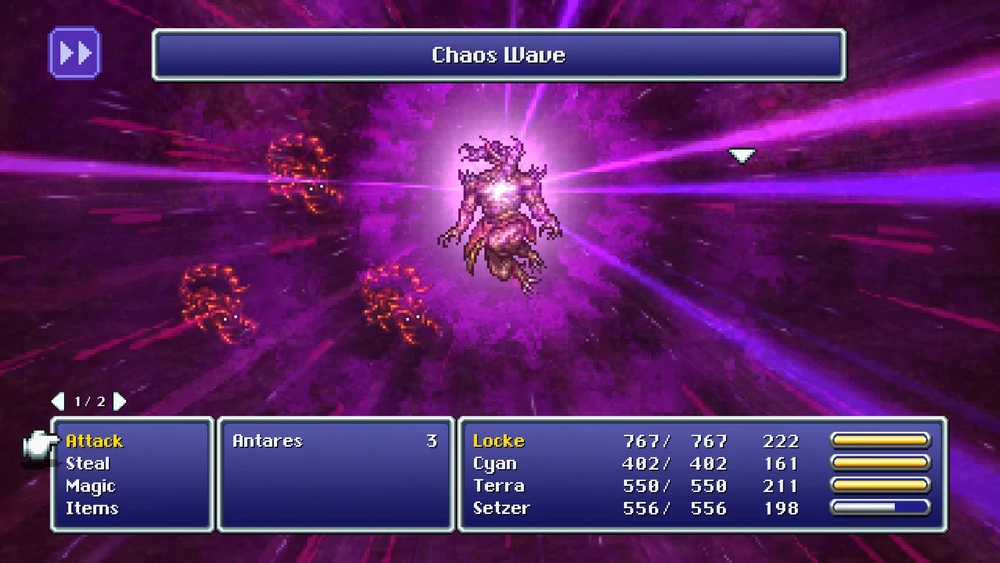 Chaos Wave
1/2
Attack
Steal
Magic
Items
Antares 3
Locke 767/ 767 222
Cyan 402/ 402 161
Terra 550/ 550 211
Setzer 556/ 556 198